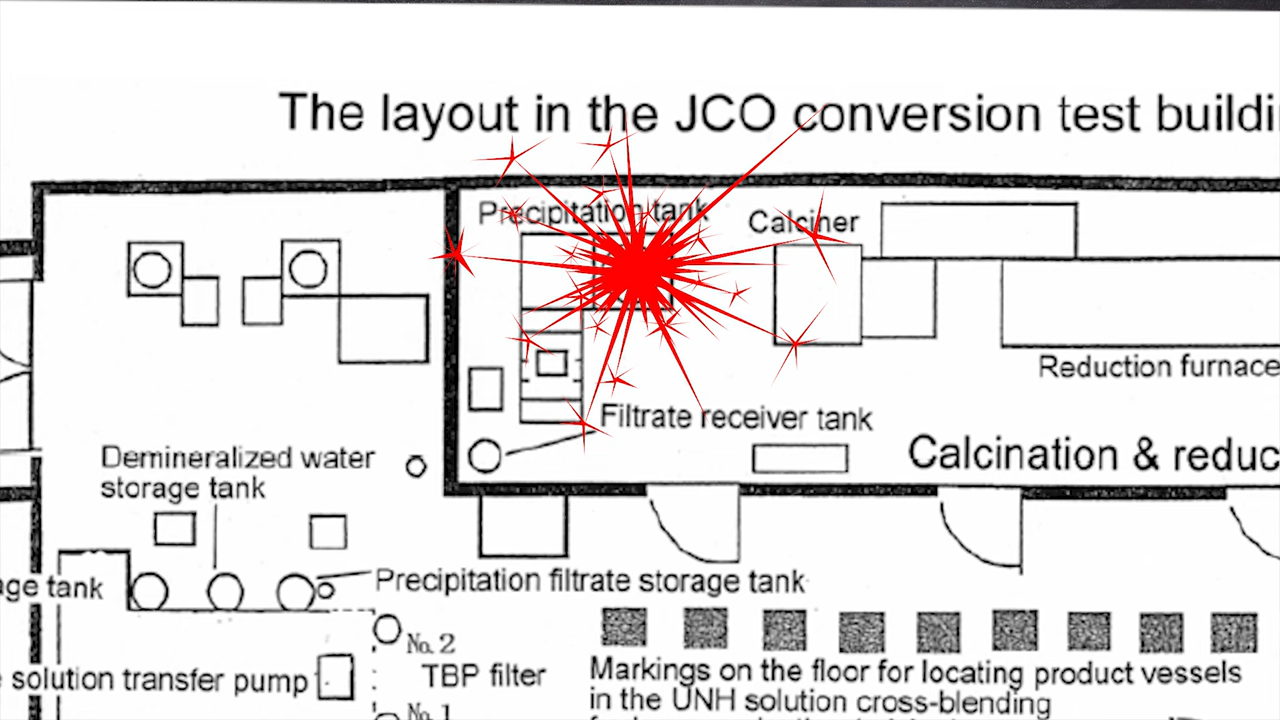 The layout in the JCO conversion test buildi
Precipitation tank
Calciner
Reduction furnace
Filtrate receiver tank
Calcination & reduc
Demineralized water
storage tank
ge tank
Precipitation filtrate storage tank
No. 2
TBP filter
solution transfer pump
No. 1
Markings on the floor for locating product vessels
in the UNH solution cross-blending